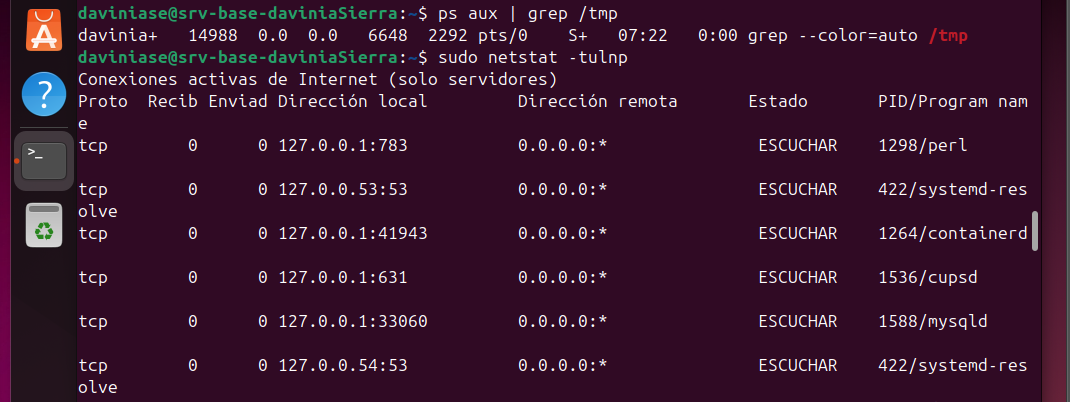 daviniase@srv-base-daviniaSierra:~$ ps aux | grep /tmp
davinia+   14988  0.0  0.0   6648  2292 pts/0    S+   07:22   0:00 grep --color=auto /tmp
daviniase@srv-base-daviniaSierra:~$ sudo netstat -tulnp
Conexiones activas de Internet (solo servidores)
Proto  Recib Enviad Dirección local         Dirección remota       Estado       PID/Program nam
e
tcp        0      0 127.0.0.1:783           0.0.0.0:*               ESCUCHAR    1298/perl
tcp        0      0 127.0.0.53:53           0.0.0.0:*               ESCUCHAR    422/systemd-res
olve
tcp        0      0 127.0.0.1:41943         0.0.0.0:*               ESCUCHAR    1264/containerd
tcp        0      0 127.0.0.1:631           0.0.0.0:*               ESCUCHAR    1536/cupsd
tcp        0      0 127.0.0.1:33060         0.0.0.0:*               ESCUCHAR    1588/mysqld
tcp        0      0 127.0.0.54:53           0.0.0.0:*               ESCUCHAR    422/systemd-res
olve